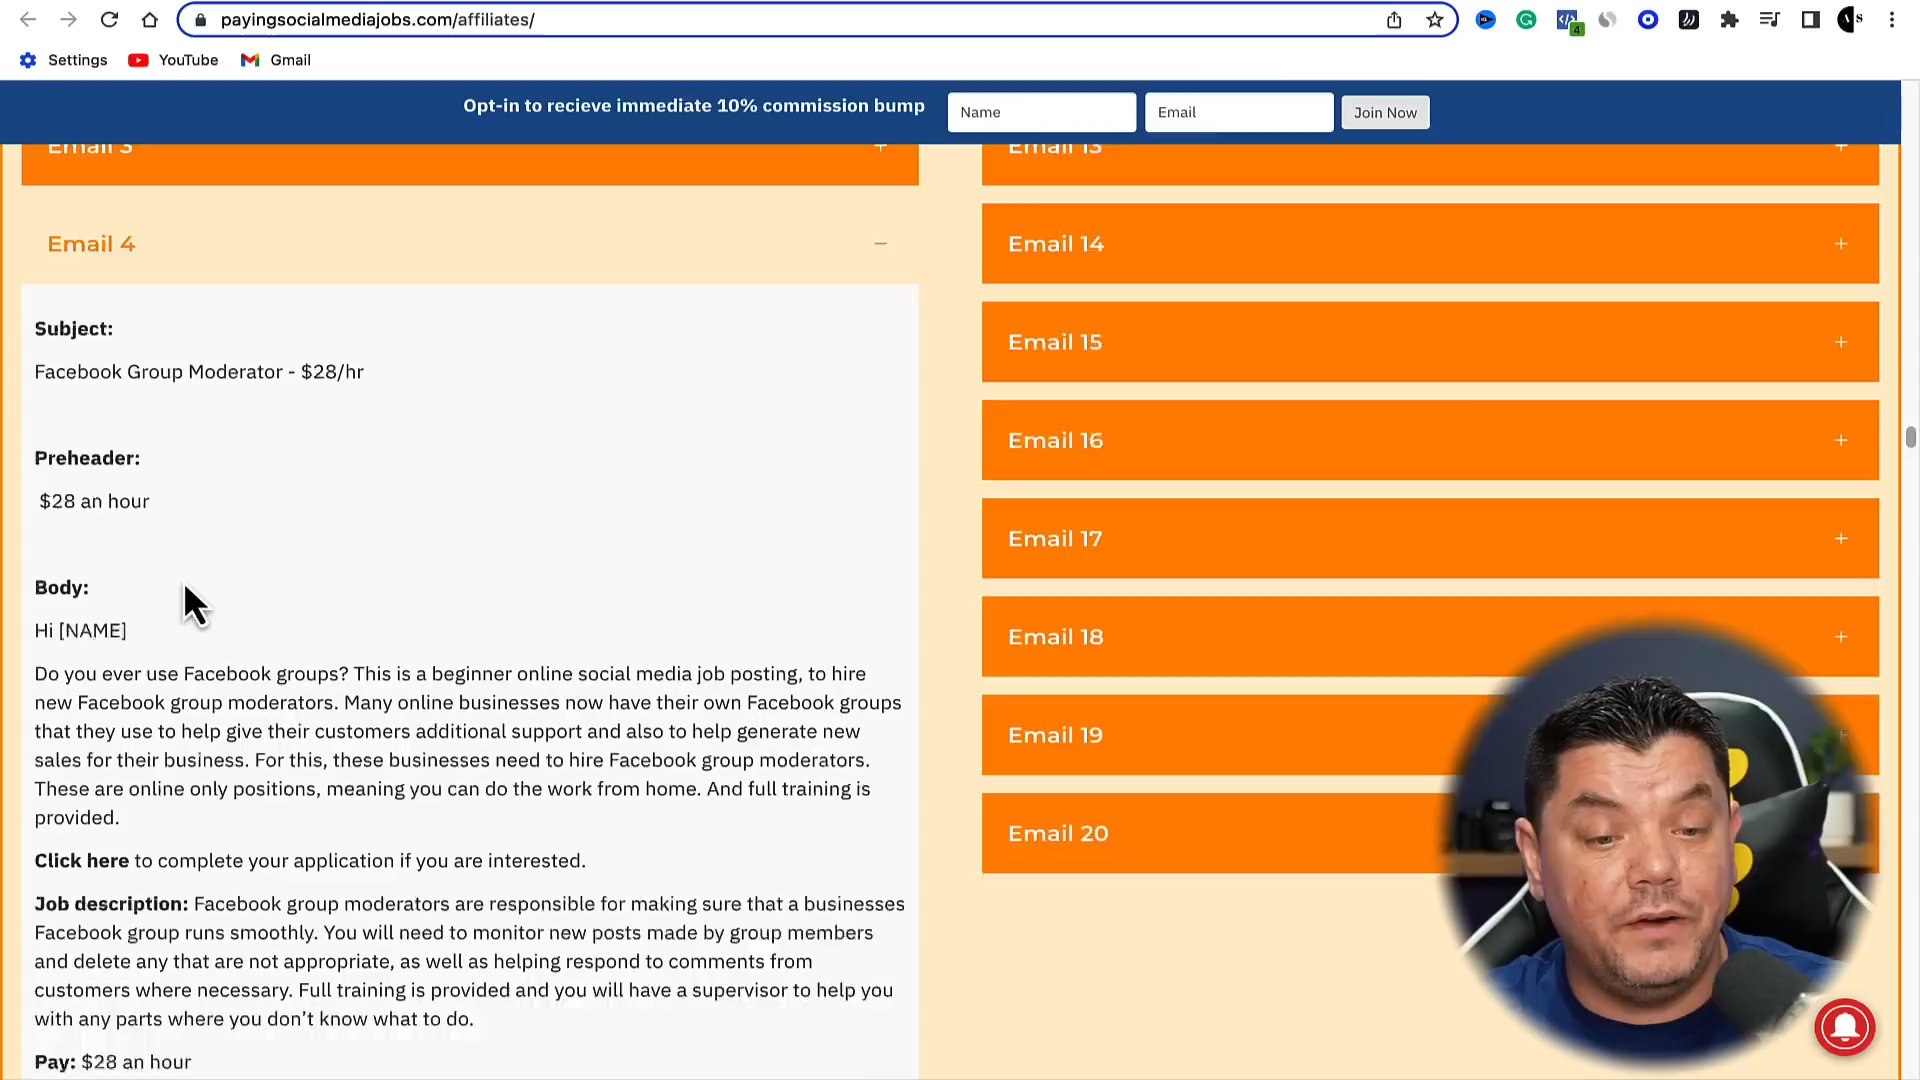 payingsocialmediajobs.com/affiliates/
4
Settings
YouTube
Gmail
Opt-in to recieve immediate 10% commission bump
Name
Email
Join Now
Email 3
Email 13
Email 4
Email 14
Subject:
Facebook Group Moderator - $28/hr
Email 15
Preheader:
$28 an hour
Email 16
Email 17
Body:
Hi [NAME]
Do you ever use Facebook groups? This is a beginner online social media job posting, to hire
new Facebook group moderators. Many online businesses now have their own Facebook groups
that they use to help give their customers additional support and also to help generate new
sales for their business. For this, these businesses need to hire Facebook group moderators.
These are online only positions, meaning you can do the work from home. And full training is
provided.
Email 18
Email 19
Email 20
Click here to complete your application if you are interested.
Job description: Facebook group moderators are responsible for making sure that a businesses
Facebook group runs smoothly. You will need to monitor new posts made by group members
and delete any that are not appropriate, as well as helping respond to comments from
customers where necessary. Full training is provided and you will have a supervisor to help you
with any parts where you don’t know what to do.
Pay: $28 an hour